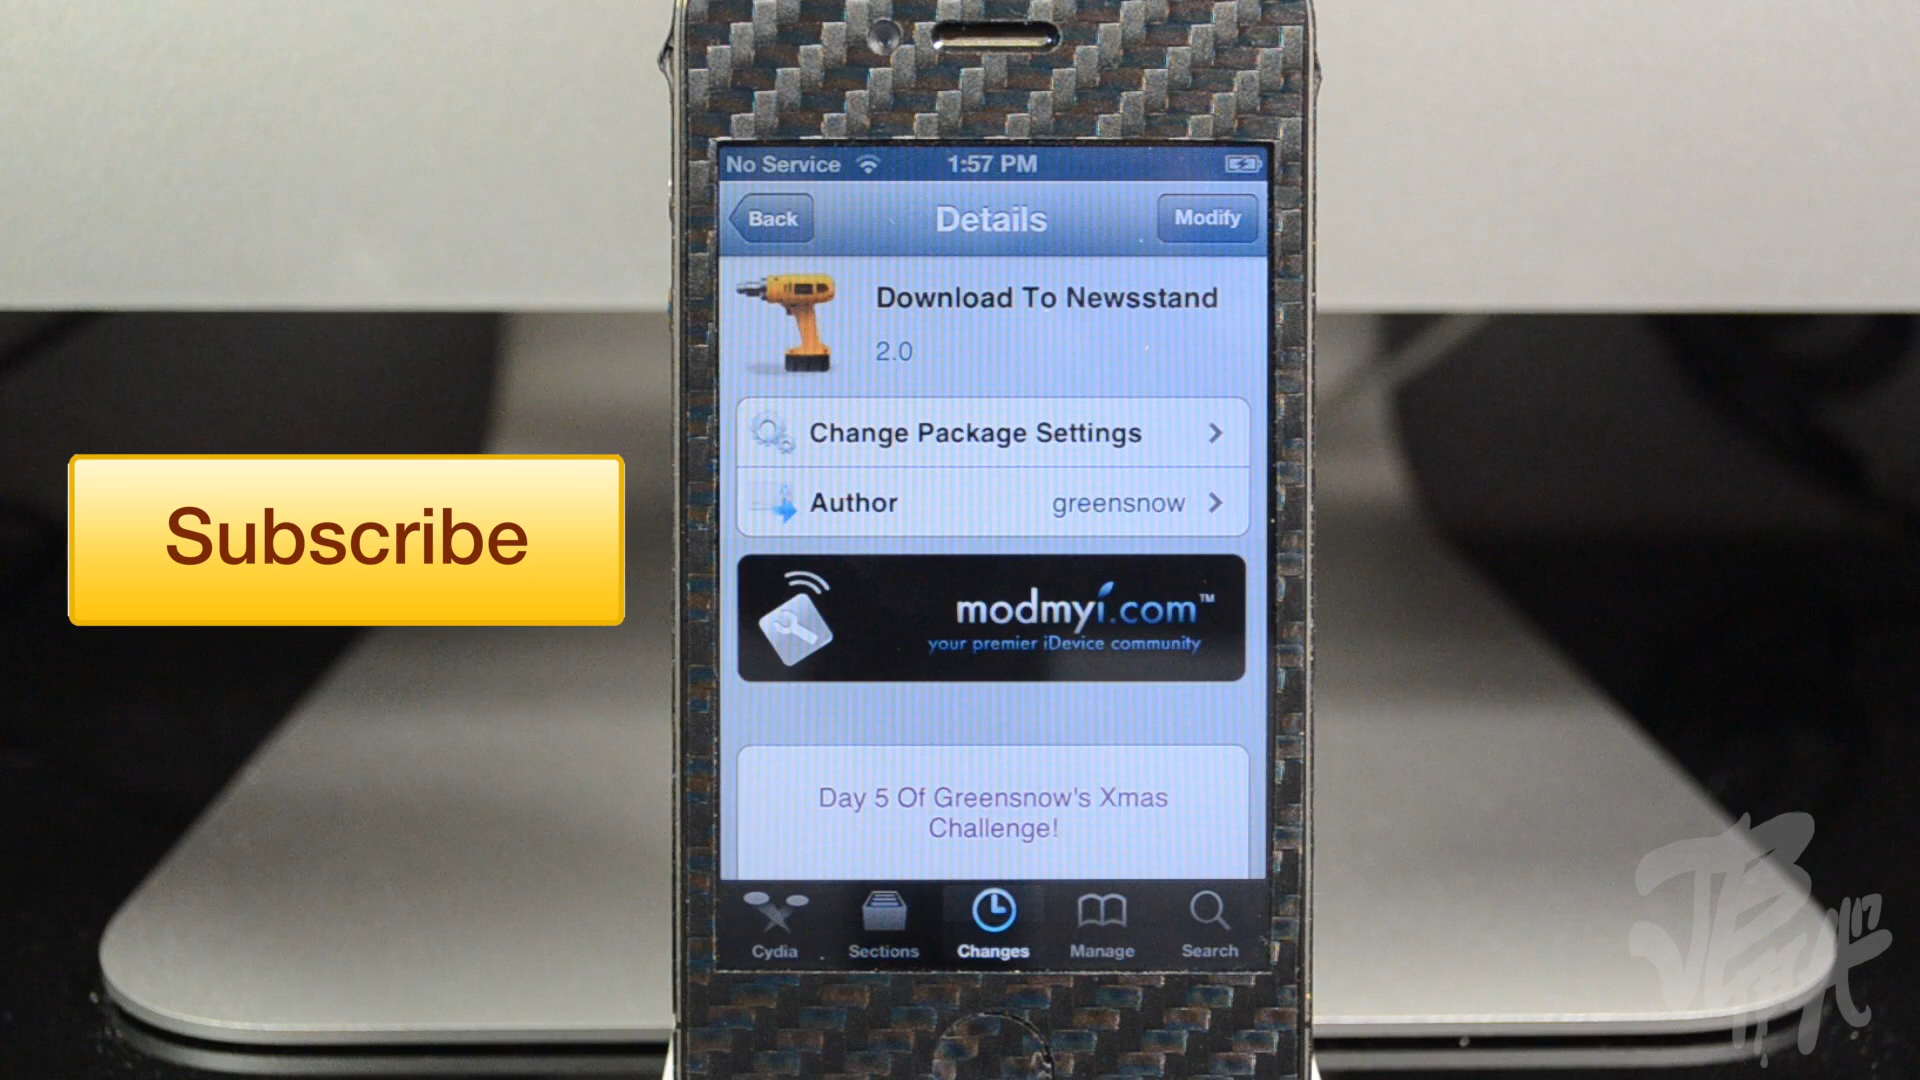 No Service
1:57 PM
Back
Details
Modify
Download To Newsstand
2.0
Change Package Settings
Author
greensnow
Subscribe
modmyi.com™
your premier iDevice community
Day 5 Of Greensnow's Xmas
Challenge!
Cydia
Sections
Changes
Manage
Search